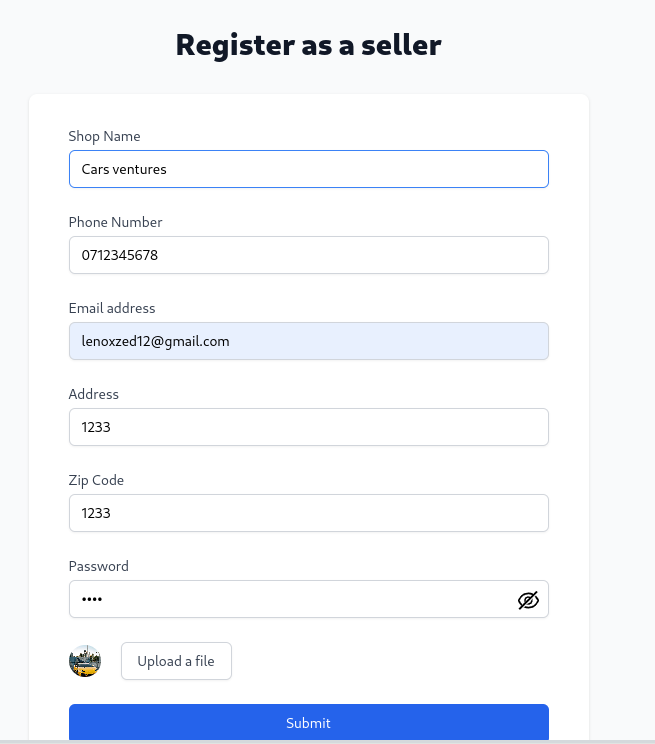 Register as a seller
Shop Name
Cars ventures
Phone Number
0712345678
Email address
lenoxzed12@gmail.com
Address
1233
Zip Code
1233
Password
••••
Upload a file
Submit